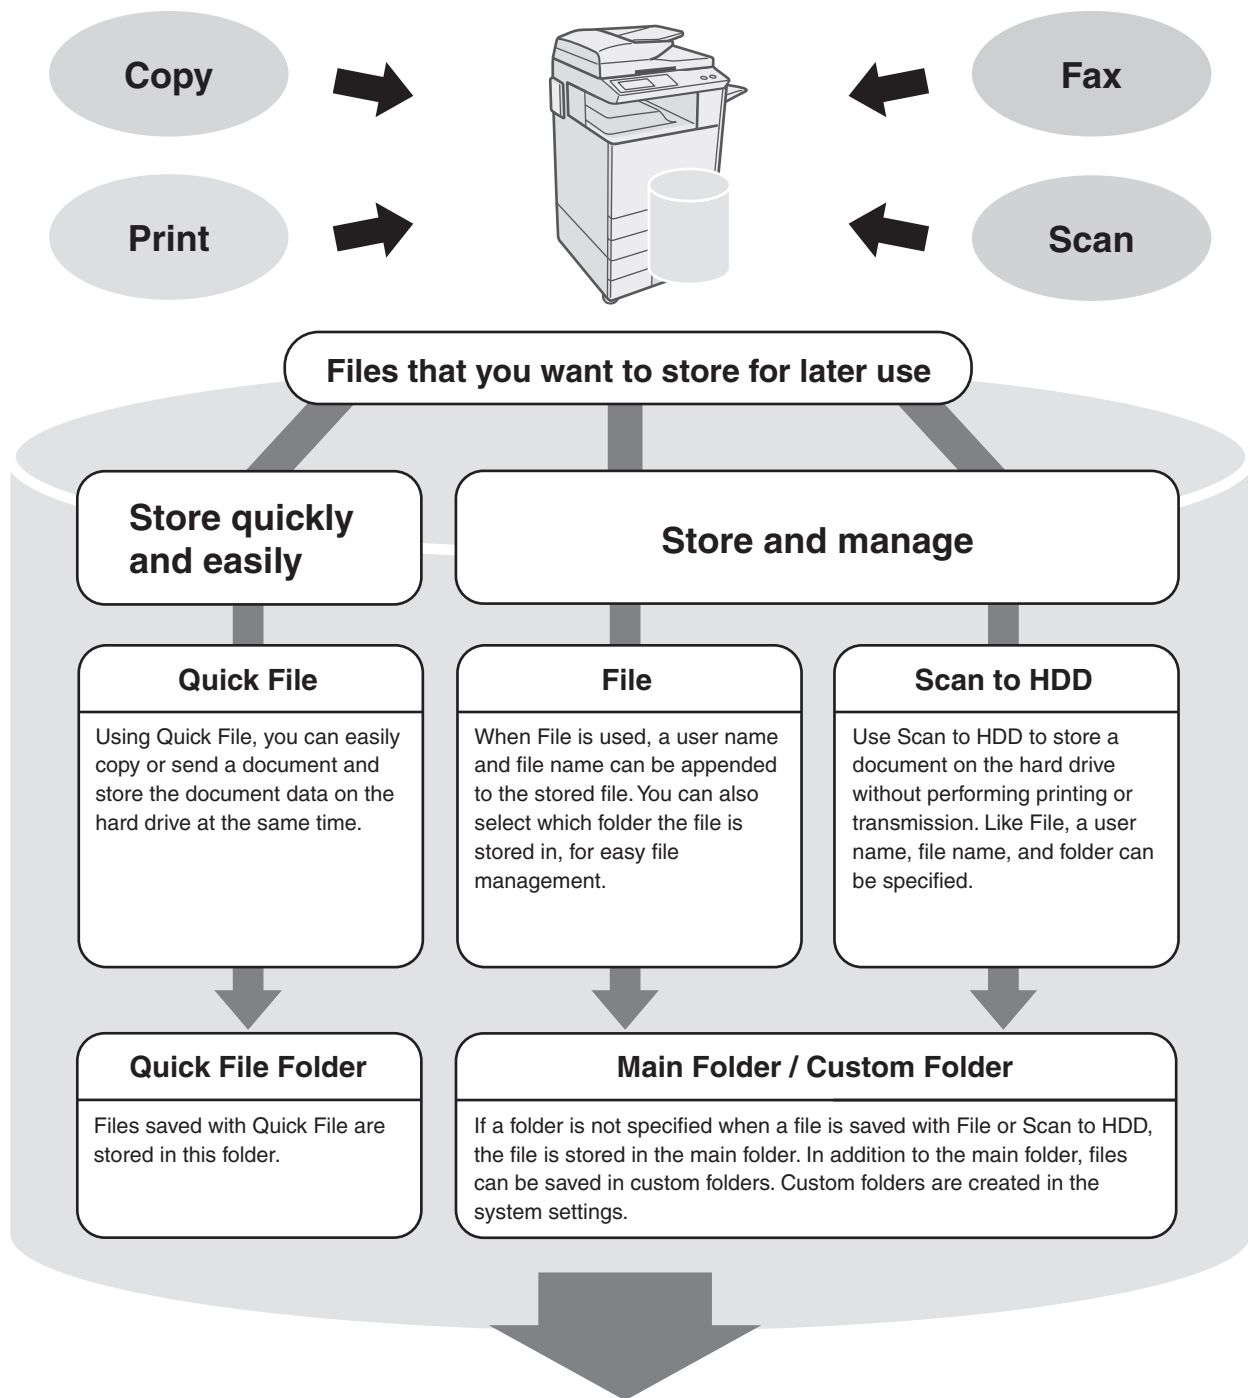 Copy
Fax
Print
Scan
Files that you want to store for later use
Store quickly
and easily
Store and manage
Quick File
Using Quick File, you can easily
copy or send a document and
store the document data on the
hard drive at the same time.
File
When File is used, a user name
and file name can be appended
to the stored file. You can also
select which folder the file is
stored in, for easy file
management.
Scan to HDD
Use Scan to HDD to store a
document on the hard drive
without performing printing or
transmission. Like File, a user
name, file name, and folder can
be specified.
Quick File Folder
Files saved with Quick File are
stored in this folder.
Main Folder / Custom Folder
If a folder is not specified when a file is saved with File or Scan to HDD,
the file is stored in the main folder. In addition to the main folder, files
can be saved in custom folders. Custom folders are created in the
system settings.